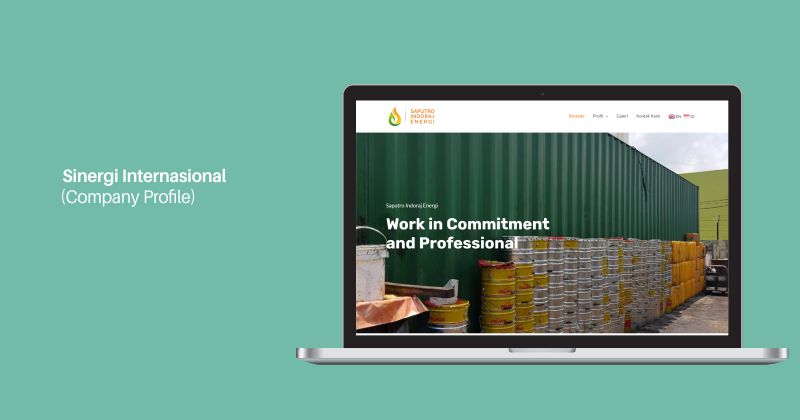 Sinergi Internasional
(Company Profile)
SAPUTRO
INDORAJ
ENERGI
Beranda Profil Galeri Kontak Kami EN ID
Saputro Indoraj Energi
Work in Commitment
and Professional